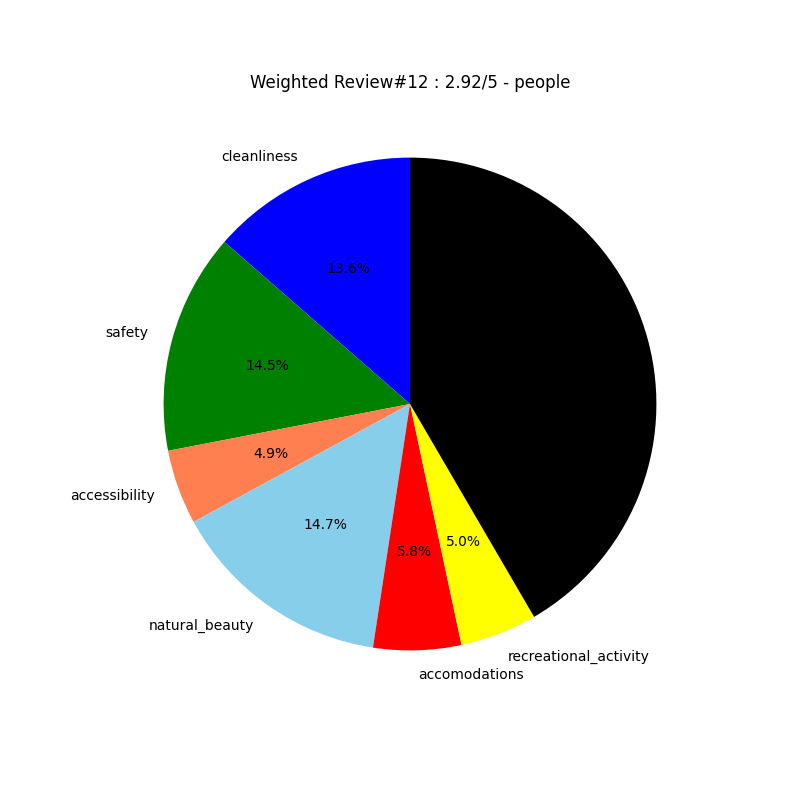 Weighted Review#12 : 2.92/5 - people
cleanliness
13.6%
safety
14.5%
4.9%
accessibility
14.7%
natural_beauty
5.8%
5.0%
recreational_activity
accomodations